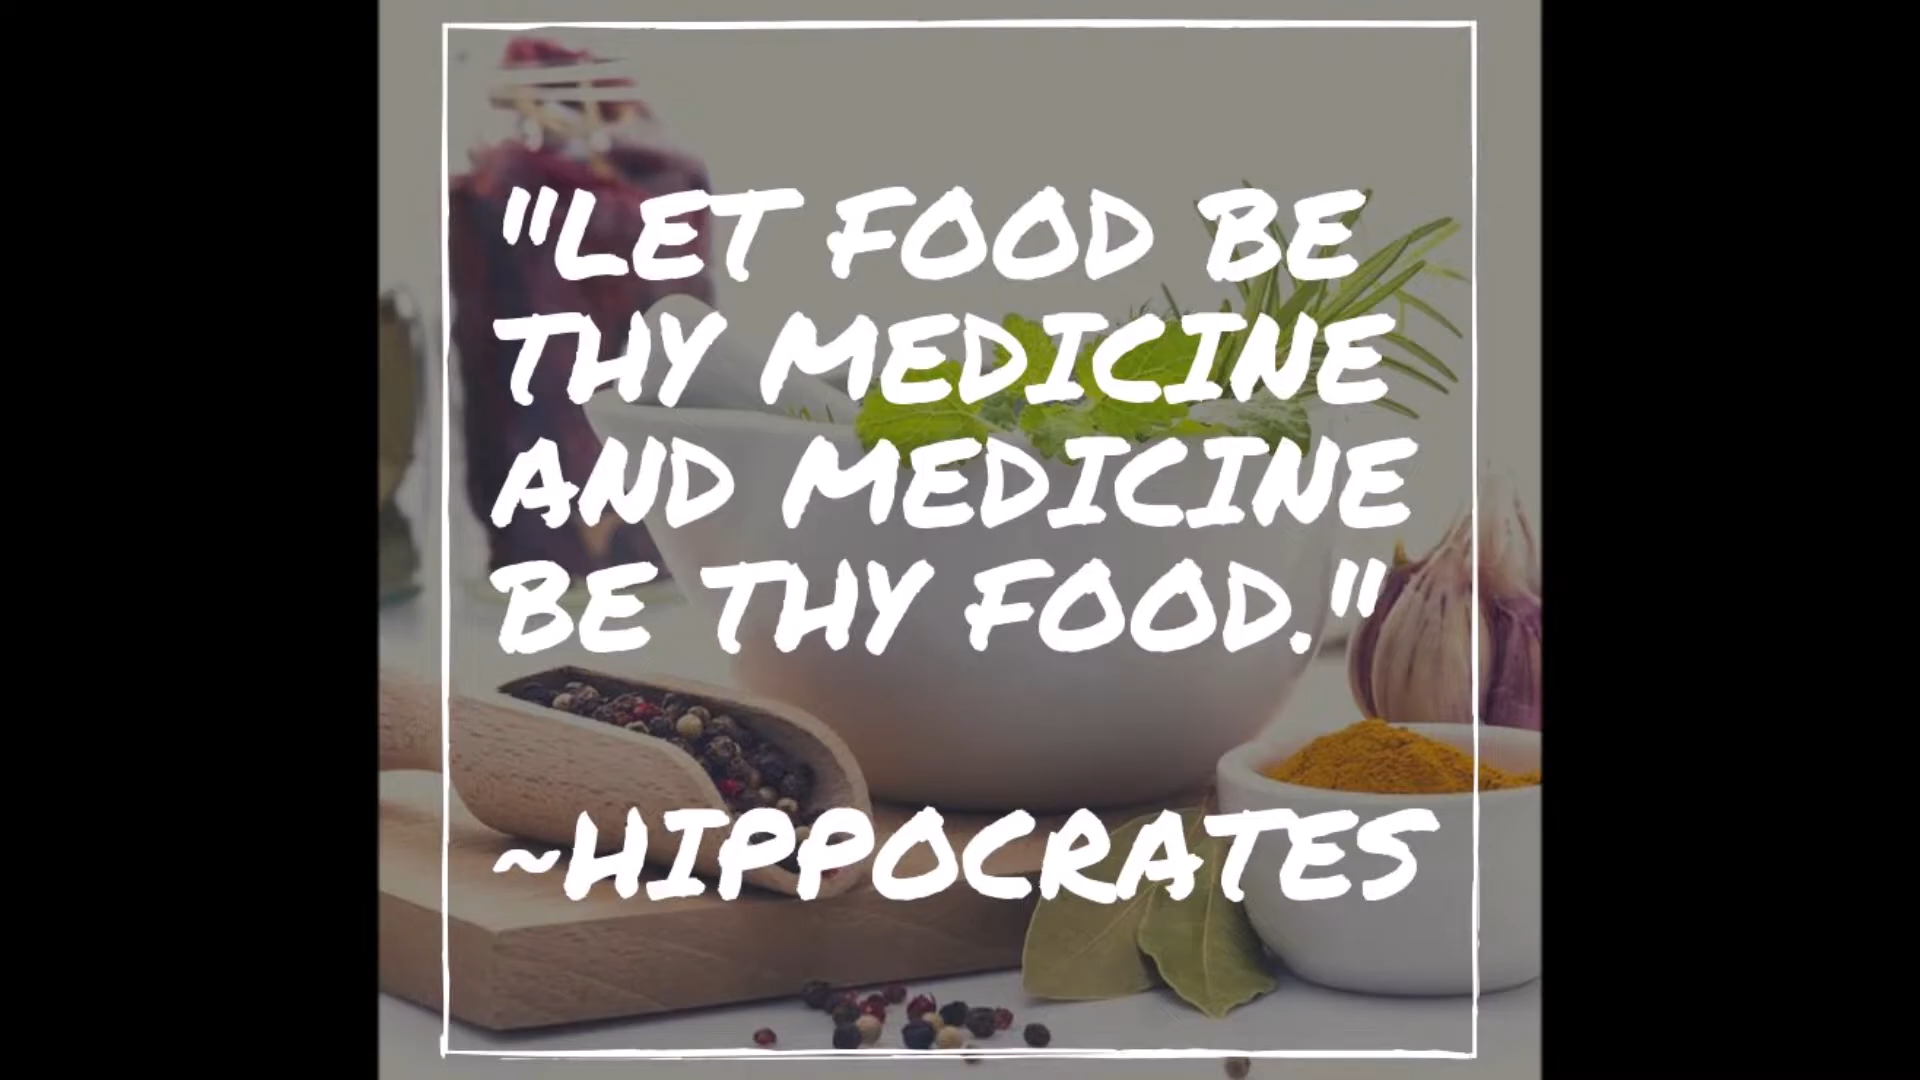 "LET FOOD BE
THY MEDICINE
AND MEDICINE
BE THY FOOD."
~HIPPOCRATES